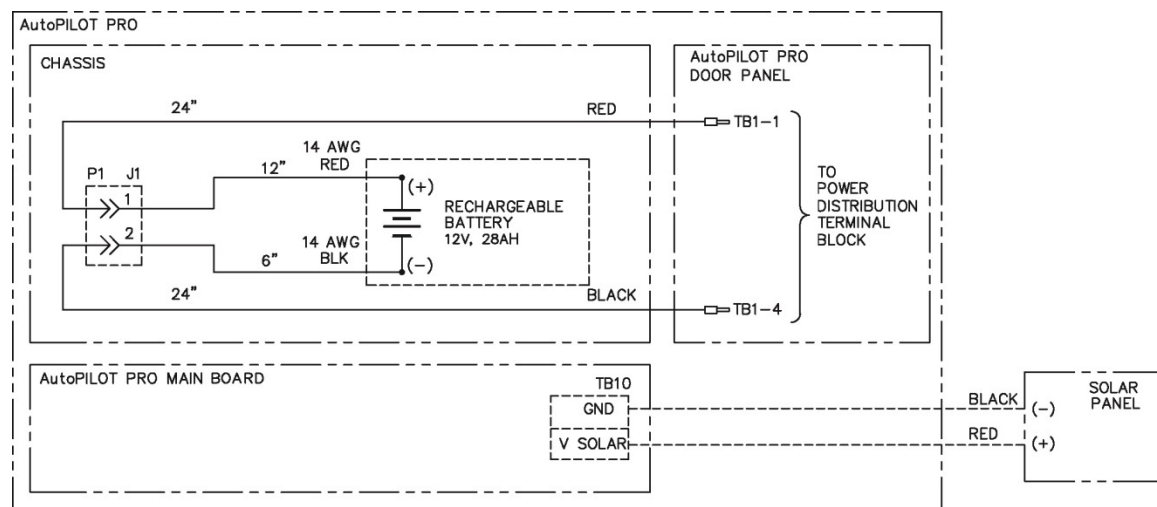 AutoPILOT PRO
CHASSIS
AutoPILOT PRO
DOOR PANEL
24"
RED
TB1-1
14 AWG
RED
12"
P1 J1
1
(+)
RECHARGEABLE
BATTERY
12V, 28AH
TO
POWER
DISTRIBUTION
TERMINAL
BLOCK
2
14 AWG
BLK
6"
(-)
24"
BLACK
TB1-4
AutoPILOT PRO MAIN BOARD
TB10
GND
V SOLAR
BLACK
(-)
RED
(+)
SOLAR
PANEL